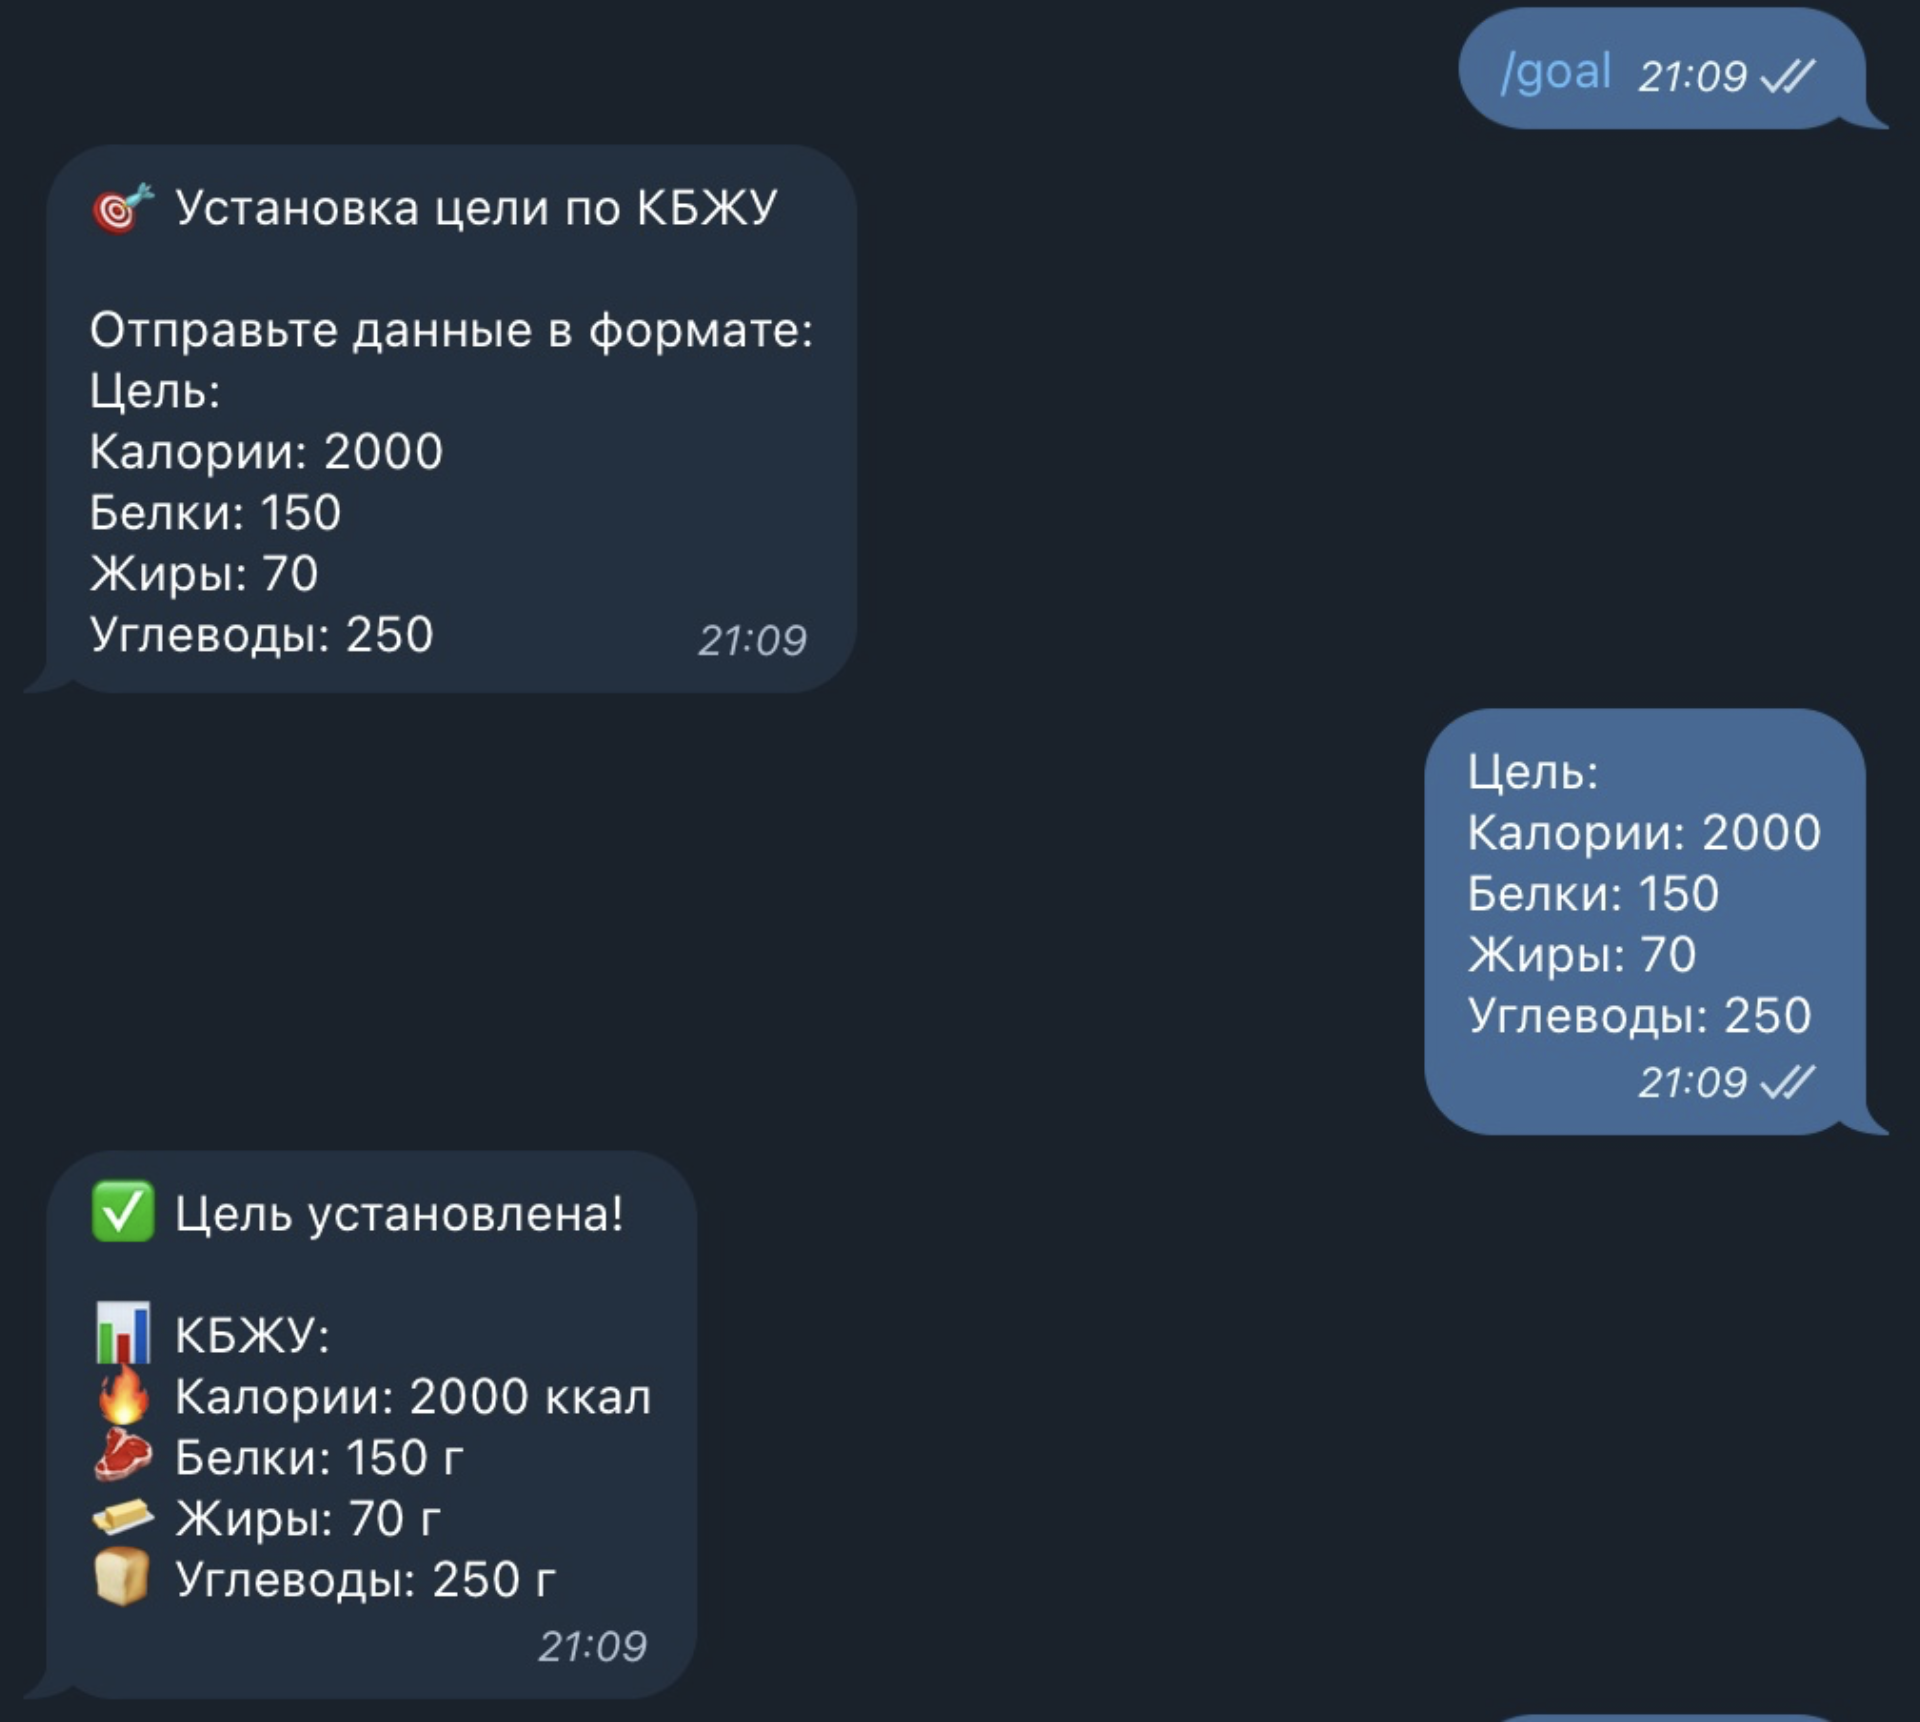 /goal 21:09
Установка цели по КБЖУ
Отправьте данные в формате:
Цель:
Калории: 2000
Белки: 150
Жиры: 70
Углеводы: 250
21:09
Цель:
Калории: 2000
Белки: 150
Жиры: 70
Углеводы: 250
21:09
Цель установлена!
КБЖУ:
Калории: 2000 ккал
Белки: 150 г
Жиры: 70 г
Углеводы: 250 г
21:09